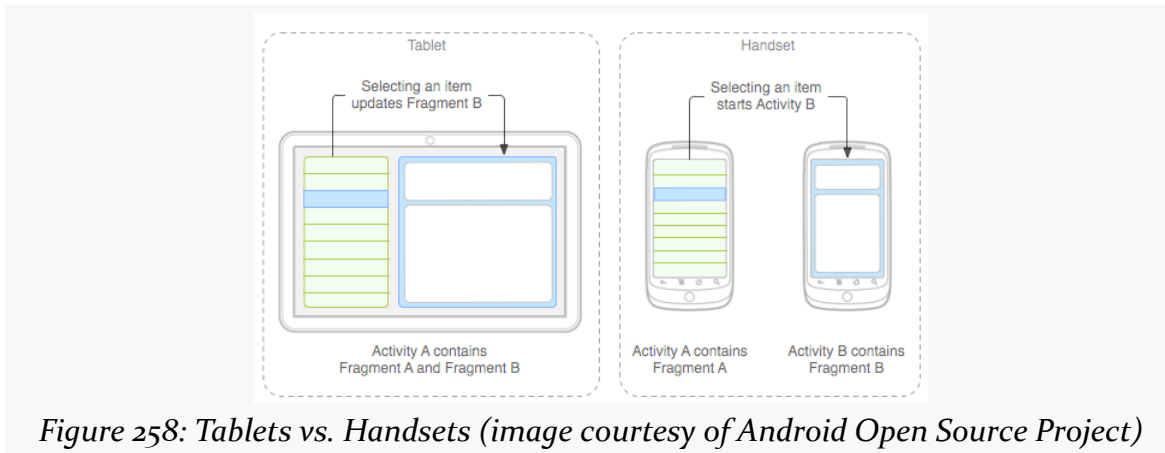 Tablet
Selecting an item
updates Fragment B
Activity A contains
Fragment A and Fragment B
Handset
Selecting an item
starts Activity B
Activity A contains
Fragment A
Activity B contains
Fragment B
Figure 258: Tablets vs. Handsets (image courtesy of Android Open Source Project)